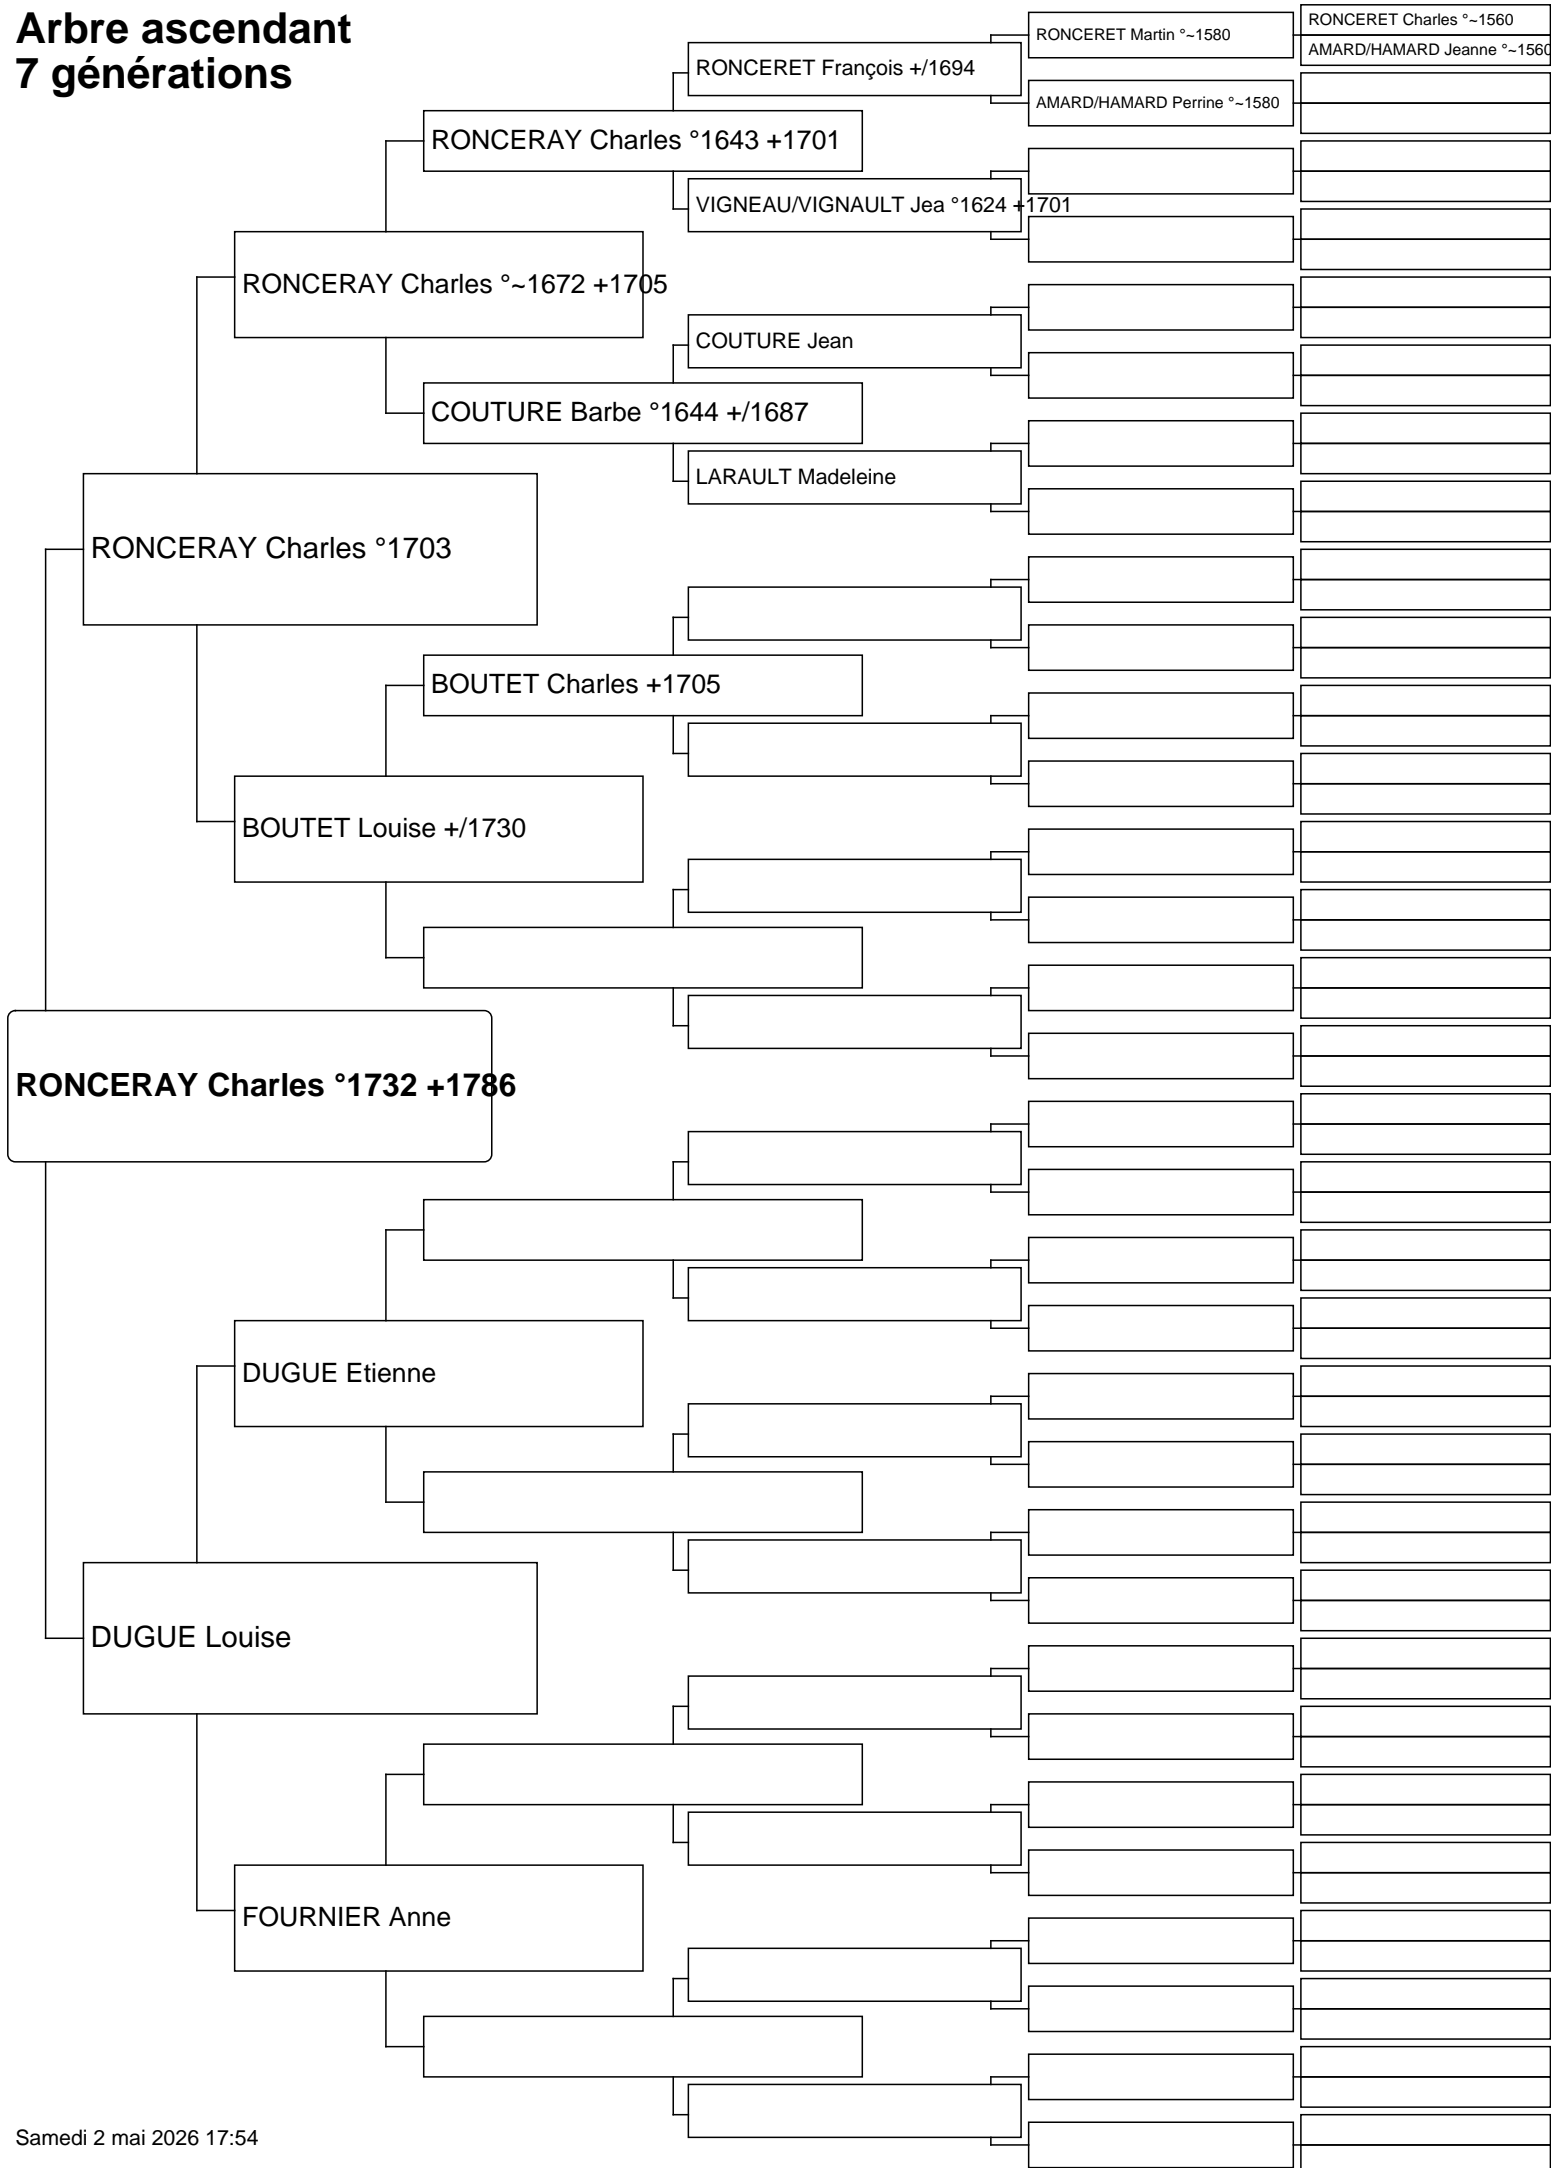 Arbre ascendant
7 générations
RONCERET Martin °~1580
RONCERET Charles °~1560
AMARD/HAMARD Jeanne °~1560
RONCERET François +/1694
AMARD/HAMARD Perrine °~1580
RONCERAY Charles °1643 +1701
VIGNEAU/VIGNAULT Jea °1624 +1701
RONCERAY Charles °~1672 +1705
COUTURE Jean
COUTURE Barbe °1644 +/1687
LARAULT Madeleine
RONCERAY Charles °1703
BOUTET Charles +1705
BOUTET Louise +/1730
RONCERAY Charles °1732 +1786
DUGUE Etienne
DUGUE Louise
FOURNIER Anne
Samedi 2 mai 2026 17:54